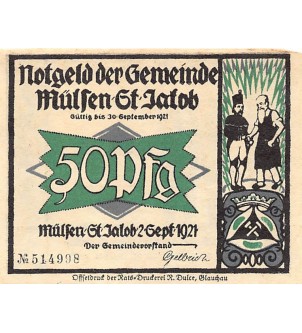 Notgeld der Gemeinde
Mülsen-St-Jakob
Gültig bis 30·September 1921
50 Pfg
Mülsen-St·Jakob·2·Sept·1921
Der Gemeindevorstand
№ 514998
Offsetdruck der Rats-Druckerei R. Dulce, Glauchau